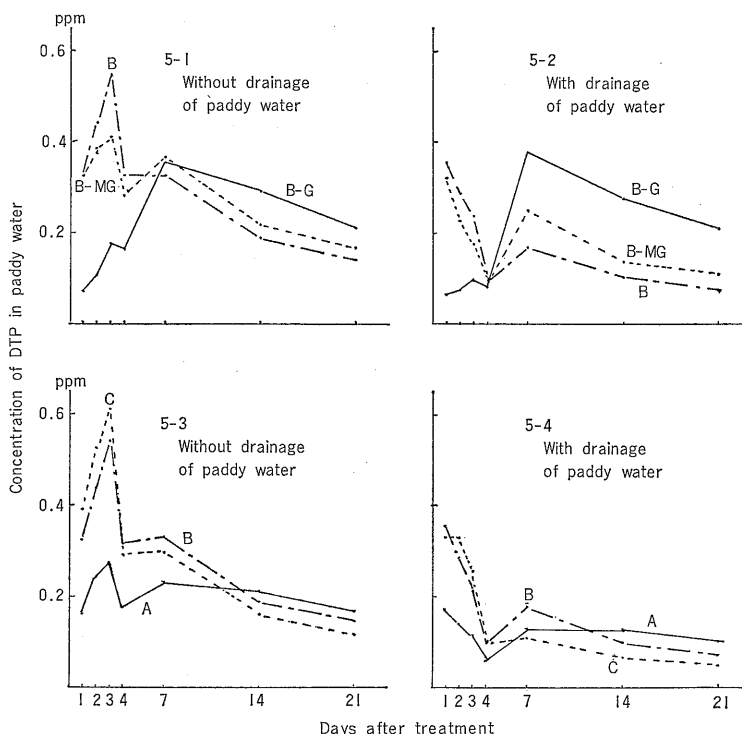 ppm
0.6
0.4
0.2
5-1
Without drainage
of paddy water
B
B-MG
B-G
5-2
With drainage
of paddy water
B-G
B-MG
B
Concentration of DTP in paddy water
ppm
0.6
0.4
0.2
5-3
Without drainage
of paddy water
C
B
A
5-4
With drainage
of paddy water
B
A
C
1 2 3 4 7 14 21
1 2 3 4 7 14 21
Days after treatment